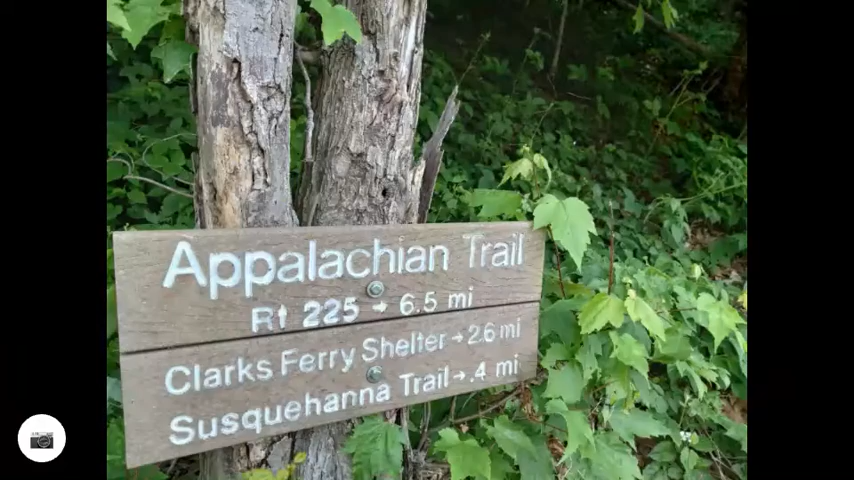 Appalachian Trail
Rt 225 → 6.5 mi
Clarks Ferry Shelter → 2.6 mi
Susquehanna Trail → .4 mi